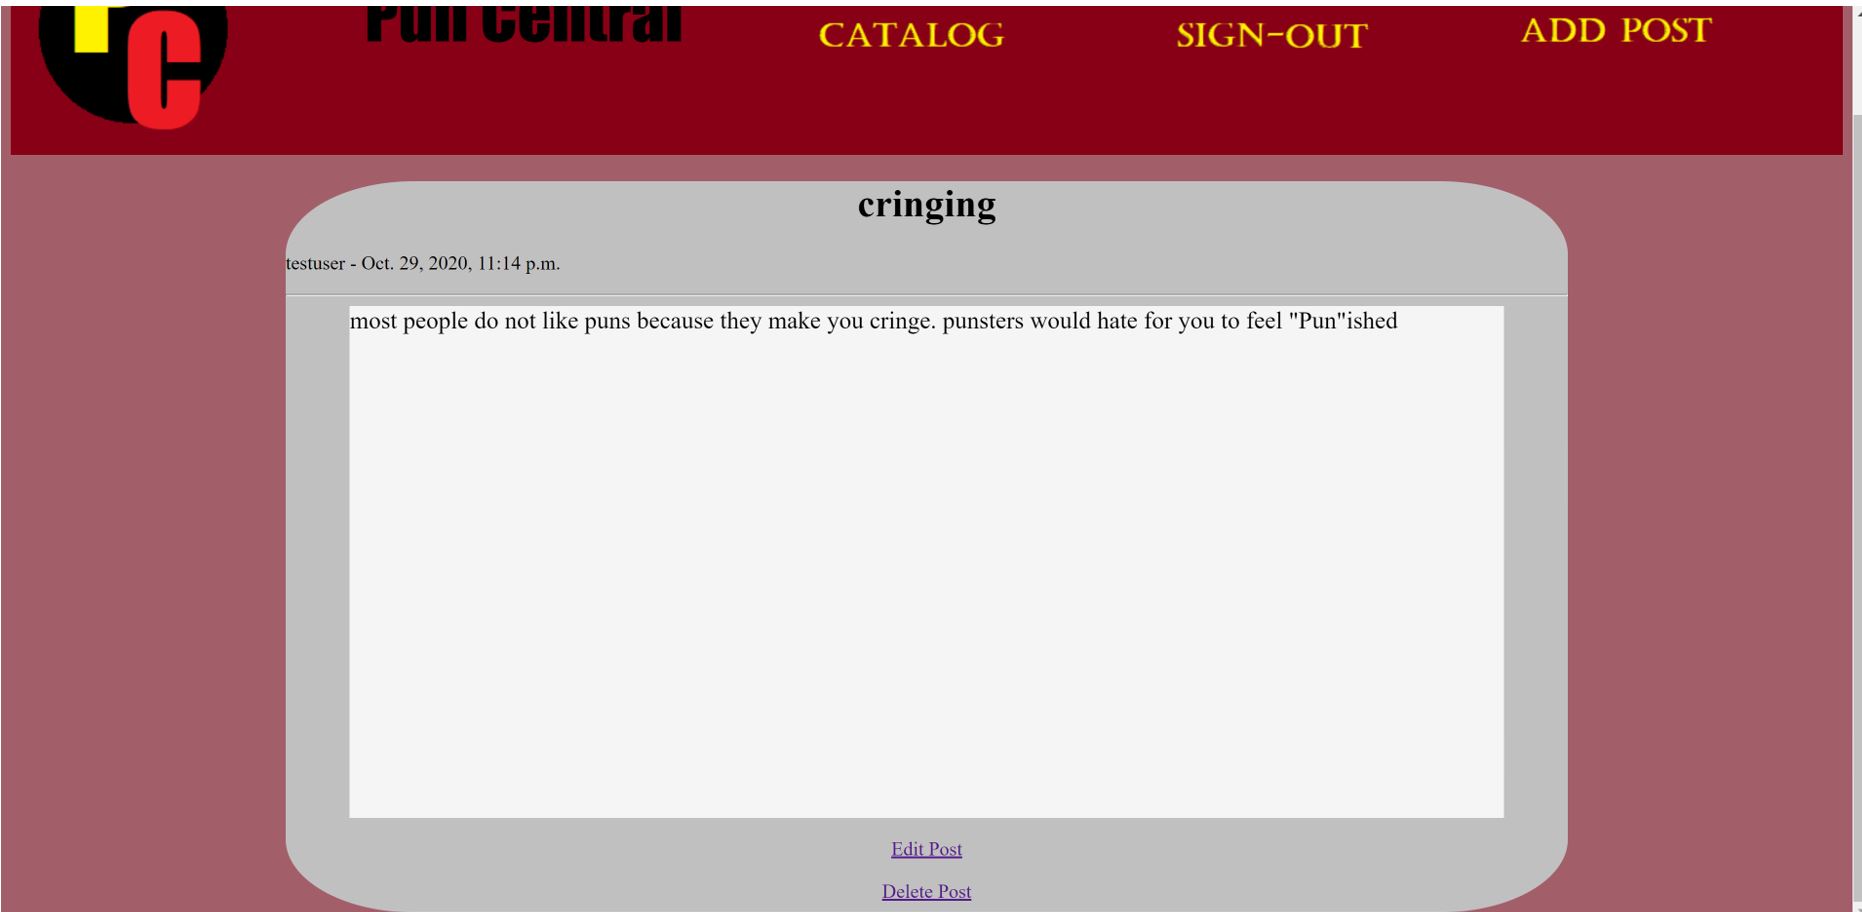 PC
Pun Central
CATALOG
SIGN-OUT
ADD POST
cringing
testuser - Oct. 29, 2020, 11:14 p.m.
most people do not like puns because they make you cringe. punsters would hate for you to feel "Pun"ished
Edit Post
Delete Post